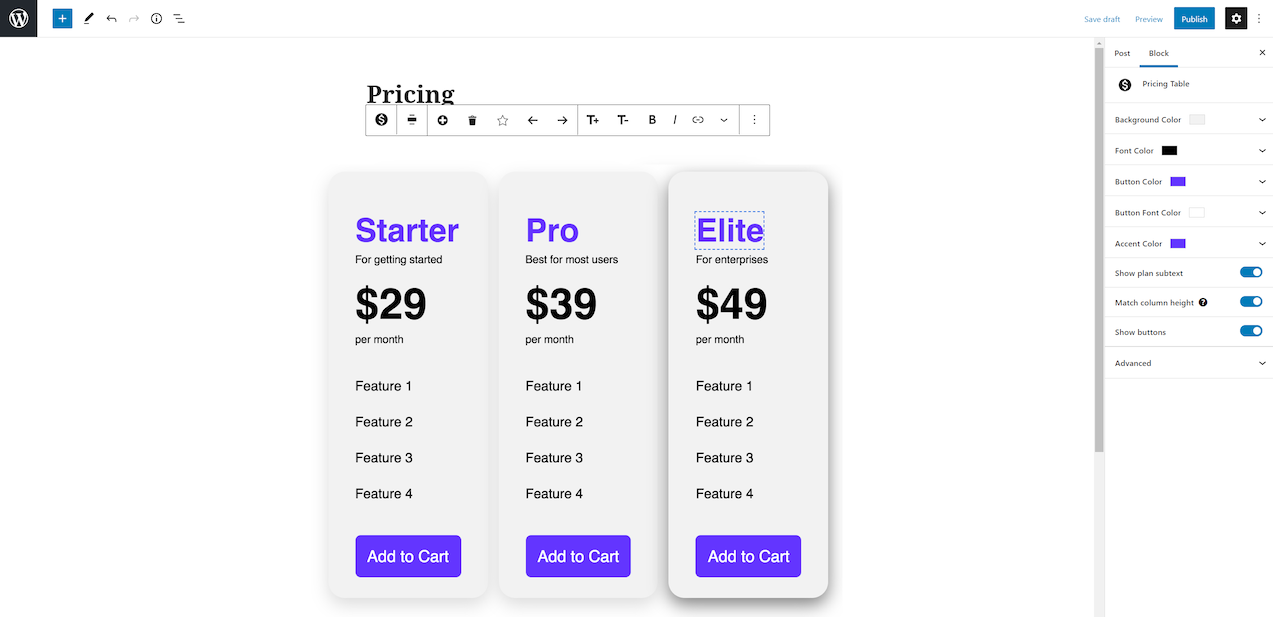 Save draft Preview Publish
Post Block
Pricing Table
Background Color
Font Color
Button Color
Button Font Color
Accent Color
Show plan subtext
Match column height ?
Show buttons
Advanced
Pricing
T+ T- B I
Starter
For getting started
$29
per month
Feature 1
Feature 2
Feature 3
Feature 4
Add to Cart
Pro
Best for most users
$39
per month
Feature 1
Feature 2
Feature 3
Feature 4
Add to Cart
Elite
For enterprises
$49
per month
Feature 1
Feature 2
Feature 3
Feature 4
Add to Cart